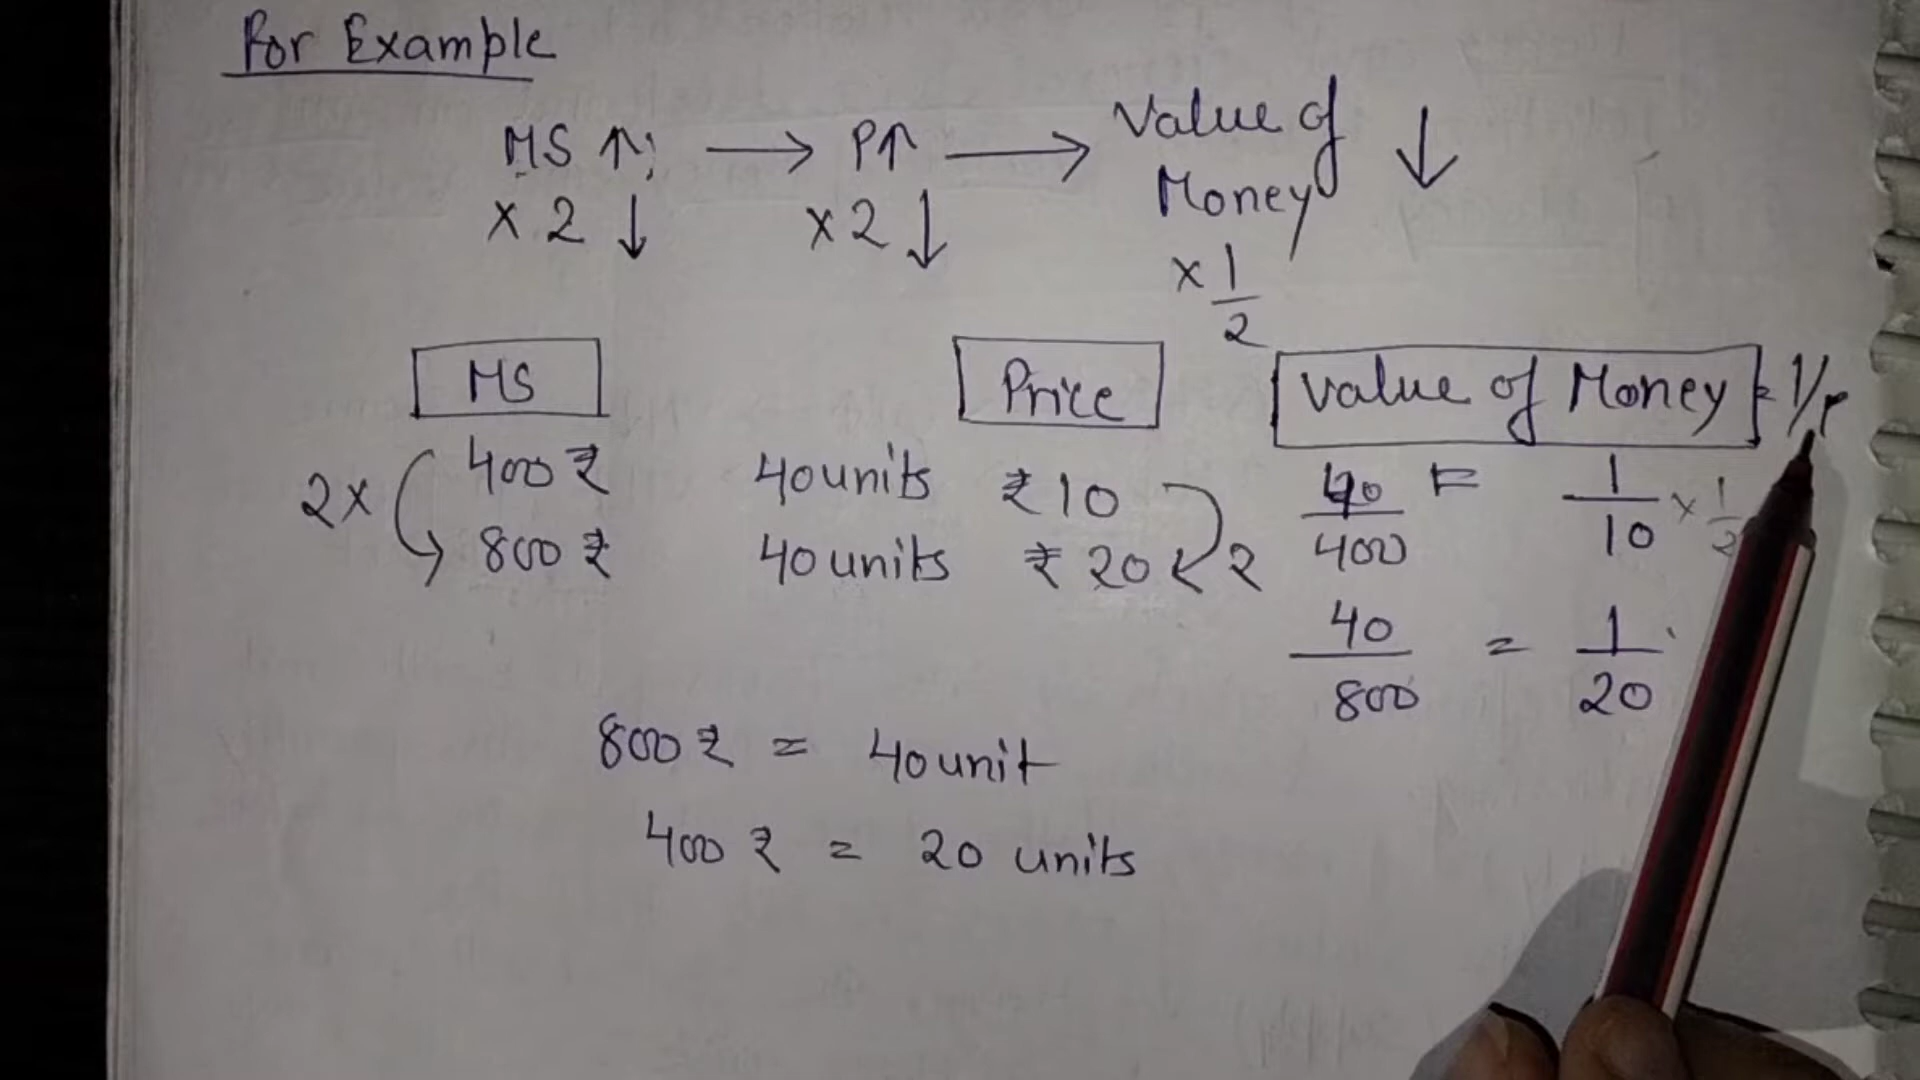 For Example
MS ↑; → P↑ → Value of Money ↓
× 2 ↓ × 2 ↓ × 1/2
MS Price Value of Money = 1/P
2x 400 ₹ 40 units ₹ 10 40/400 = 1/10 × 1/2
800 ₹ 40 units ₹ 20 2 40/800 = 1/20
800 ₹ = 40 unit
400 ₹ = 20 units